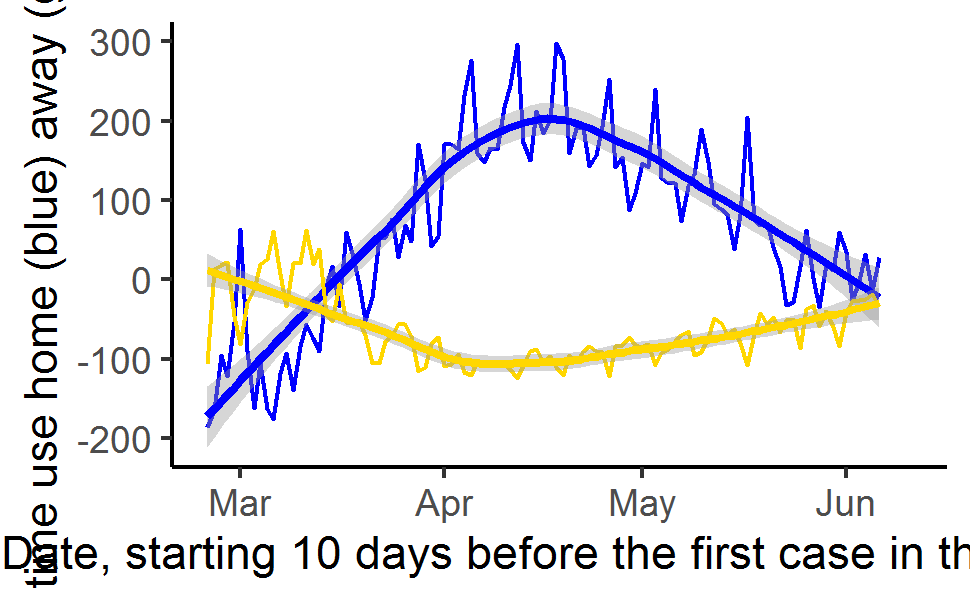 time use home (blue) away (g
300
200
100
0
-100
-200
Mar Apr May Jun
Date, starting 10 days before the first case in th